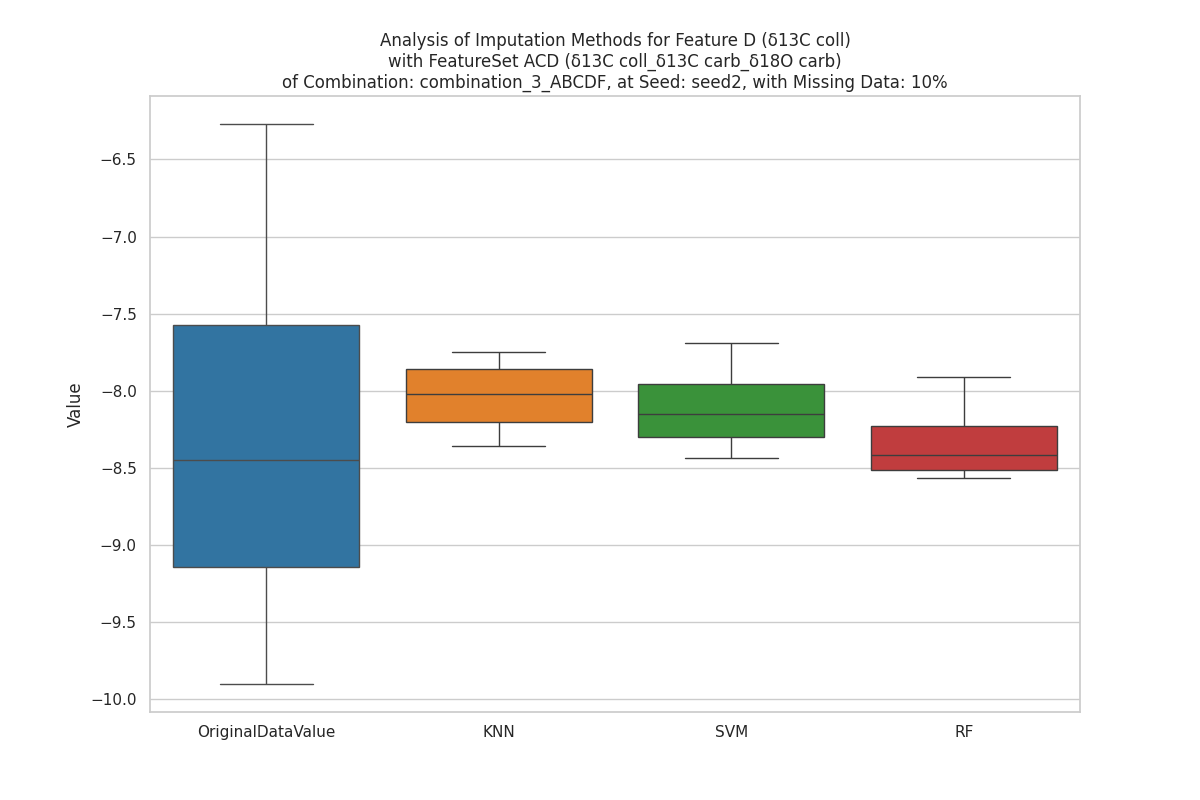 Analysis of Imputation Methods for Feature D (δ13C coll)
with FeatureSet ACD (δ13C coll_δ13C carb_δ18O carb)
of Combination: combination_3_ABCDF, at Seed: seed2, with Missing Data: 10%
−6.5
−7.0
−7.5
−8.0
−8.5
−9.0
−9.5
−10.0
Value
OriginalDataValue
KNN
SVM
RF